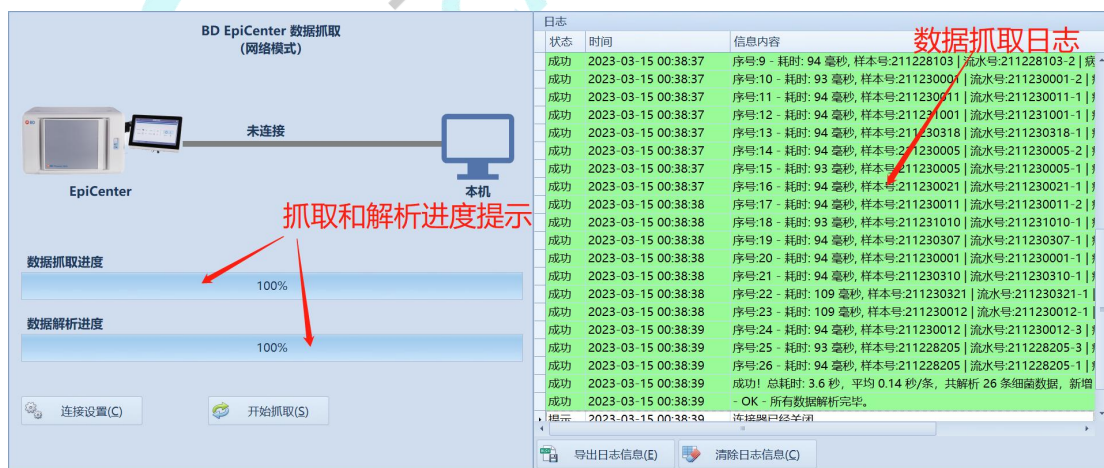 BD EpiCenter 数据抓取
(网络模式)
未连接
EpiCenter
本机
抓取和解析进度提示
数据抓取进度
100%
数据解析进度
100%
连接设置(C)
开始抓取(S)
日志
数据抓取日志
状态 时间 信息内容
成功 2023-03-15 00:38:37 序号:9 - 耗时: 94 毫秒, 样本号:211228103 | 流水号:211228103-2 | 病
成功 2023-03-15 00:38:37 序号:10 - 耗时: 93 毫秒, 样本号:211230001 | 流水号:211230001-2 |
成功 2023-03-15 00:38:37 序号:11 - 耗时: 94 毫秒, 样本号:211230011 | 流水号:211230011-1 |
成功 2023-03-15 00:38:37 序号:12 - 耗时: 94 毫秒, 样本号:211231001 | 流水号:211231001-1 |
成功 2023-03-15 00:38:37 序号:13 - 耗时: 94 毫秒, 样本号:211230318 | 流水号:211230318-1 |
成功 2023-03-15 00:38:37 序号:14 - 耗时: 94 毫秒, 样本号:211230005 | 流水号:211230005-2 |
成功 2023-03-15 00:38:37 序号:15 - 耗时: 93 毫秒, 样本号:211230005 | 流水号:211230005-1 |
成功 2023-03-15 00:38:37 序号:16 - 耗时: 94 毫秒, 样本号:211230021 | 流水号:211230021-1 |
成功 2023-03-15 00:38:38 序号:17 - 耗时: 94 毫秒, 样本号:211230011 | 流水号:211230011-2 |
成功 2023-03-15 00:38:38 序号:18 - 耗时: 93 毫秒, 样本号:211231010 | 流水号:211231010-1 |
成功 2023-03-15 00:38:38 序号:19 - 耗时: 94 毫秒, 样本号:211230307 | 流水号:211230307-1 |
成功 2023-03-15 00:38:38 序号:20 - 耗时: 94 毫秒, 样本号:211230001 | 流水号:211230001-1 |
成功 2023-03-15 00:38:38 序号:21 - 耗时: 94 毫秒, 样本号:211230310 | 流水号:211230310-1 |
成功 2023-03-15 00:38:38 序号:22 - 耗时: 109 毫秒, 样本号:211230321 | 流水号:211230321-1 |
成功 2023-03-15 00:38:38 序号:23 - 耗时: 109 毫秒, 样本号:211230012 | 流水号:211230012-1 |
成功 2023-03-15 00:38:39 序号:24 - 耗时: 94 毫秒, 样本号:211230012 | 流水号:211230012-3 |
成功 2023-03-15 00:38:39 序号:25 - 耗时: 93 毫秒, 样本号:211228205 | 流水号:211228205-3 |
成功 2023-03-15 00:38:39 序号:26 - 耗时: 94 毫秒, 样本号:211228205 | 流水号:211228205-1 |
成功 2023-03-15 00:38:39 成功！总耗时: 3.6 秒，平均 0.14 秒/条，共解析 26 条细菌数据，新增
成功 2023-03-15 00:38:39 - OK - 所有数据解析完毕。
提示 2023-03-15 00:38:39 连接器已经关闭
导出日志信息(E)
清除日志信息(C)